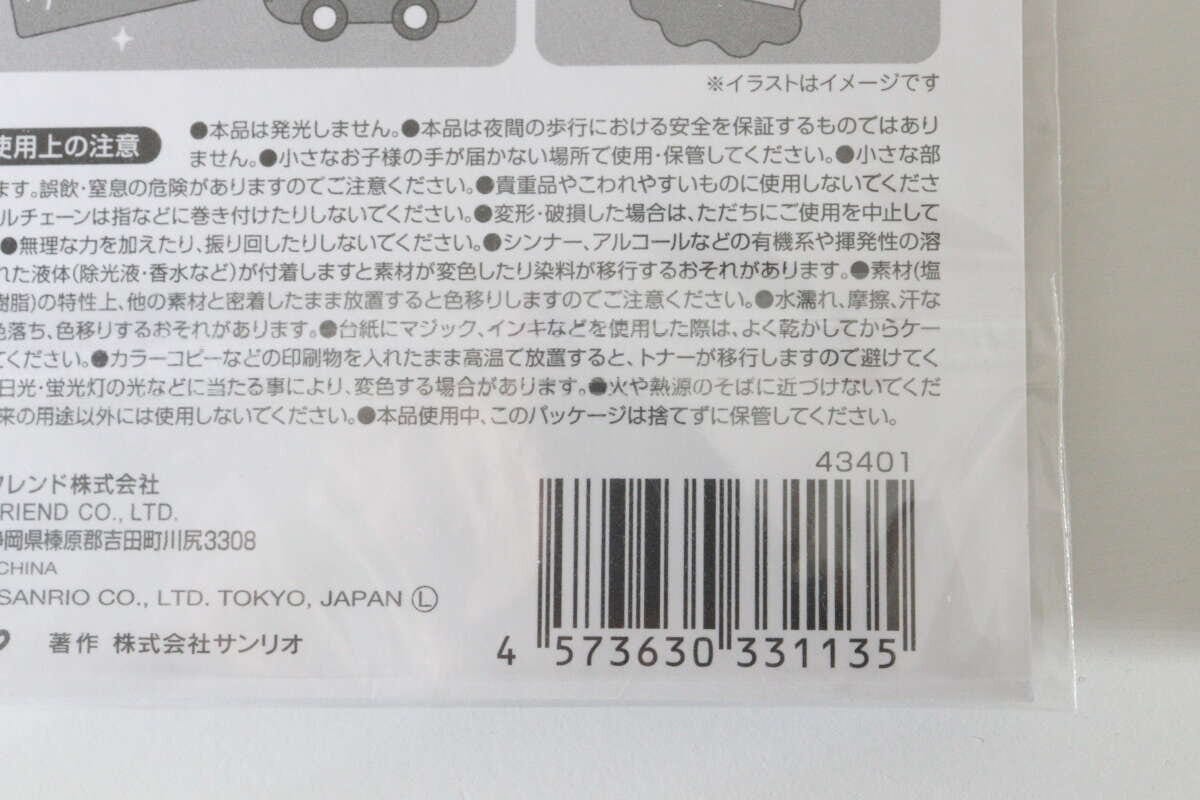 ※イラストはイメージです
使用上の注意
●本品は発光しません。●本品は夜間の歩行における安全を保証するものではあり
ません。●小さなお子様の手が届かない場所で使用・保管してください。●小さな部
ます。誤飲・窒息の危険がありますのでご注意ください。●貴重品やこわれやすいものに使用しないでくださ
ルチェーンは指などに巻き付けたりしないでください。●変形・破損した場合は、ただちにご使用を中止して
●無理な力を加えたり、振り回したりしないでください。●シンナー、アルコールなどの有機系や揮発性の溶
れた液体(除光液・香水など)が付着しますと素材が変色したり染料が移行するおそれがあります。●素材(塩
樹脂)の特性上、他の素材と密着したまま放置すると色移りしますのでご注意ください。●水濡れ、摩擦、汗な
色落ち、色移りするおそれがあります。●台紙にマジック、インキなどを使用した際は、よく乾かしてからケー
てください。●カラーコピーなどの印刷物を入れたまま高温で放置すると、トナーが移行しますので避けてく
日光・蛍光灯の光などに当たる事により、変色する場合があります。●火や熱源のそばに近づけないでくだ
来の用途以外には使用しないでください。●本品使用中、このパッケージは捨てずに保管してください。
フレンド株式会社
RIEND CO., LTD.
静岡県榛原郡吉田町川尻3308
CHINA
SANRIO CO., LTD. TOKYO, JAPAN Ⓛ
著作 株式会社サンリオ
43401
4 573630 331135